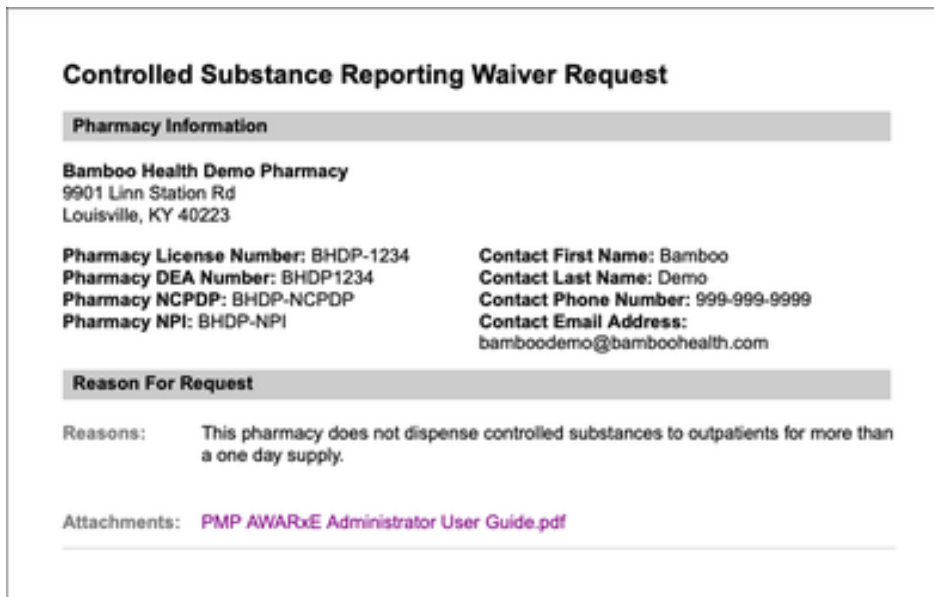 Controlled Substance Reporting Waiver Request
Pharmacy Information
Bamboo Health Demo Pharmacy
9901 Linn Station Rd
Louisville, KY 40223
Pharmacy License Number: BHDP-1234
Pharmacy DEA Number: BHDP1234
Pharmacy NCPDP: BHDP-NCPDP
Pharmacy NPI: BHDP-NPI
Contact First Name: Bamboo
Contact Last Name: Demo
Contact Phone Number: 999-999-9999
Contact Email Address:
bamboodemo@bamboohealth.com
Reason For Request
Reasons: This pharmacy does not dispense controlled substances to outpatients for more than
a one day supply.
Attachments: PMP AWARxE Administrator User Guide.pdf